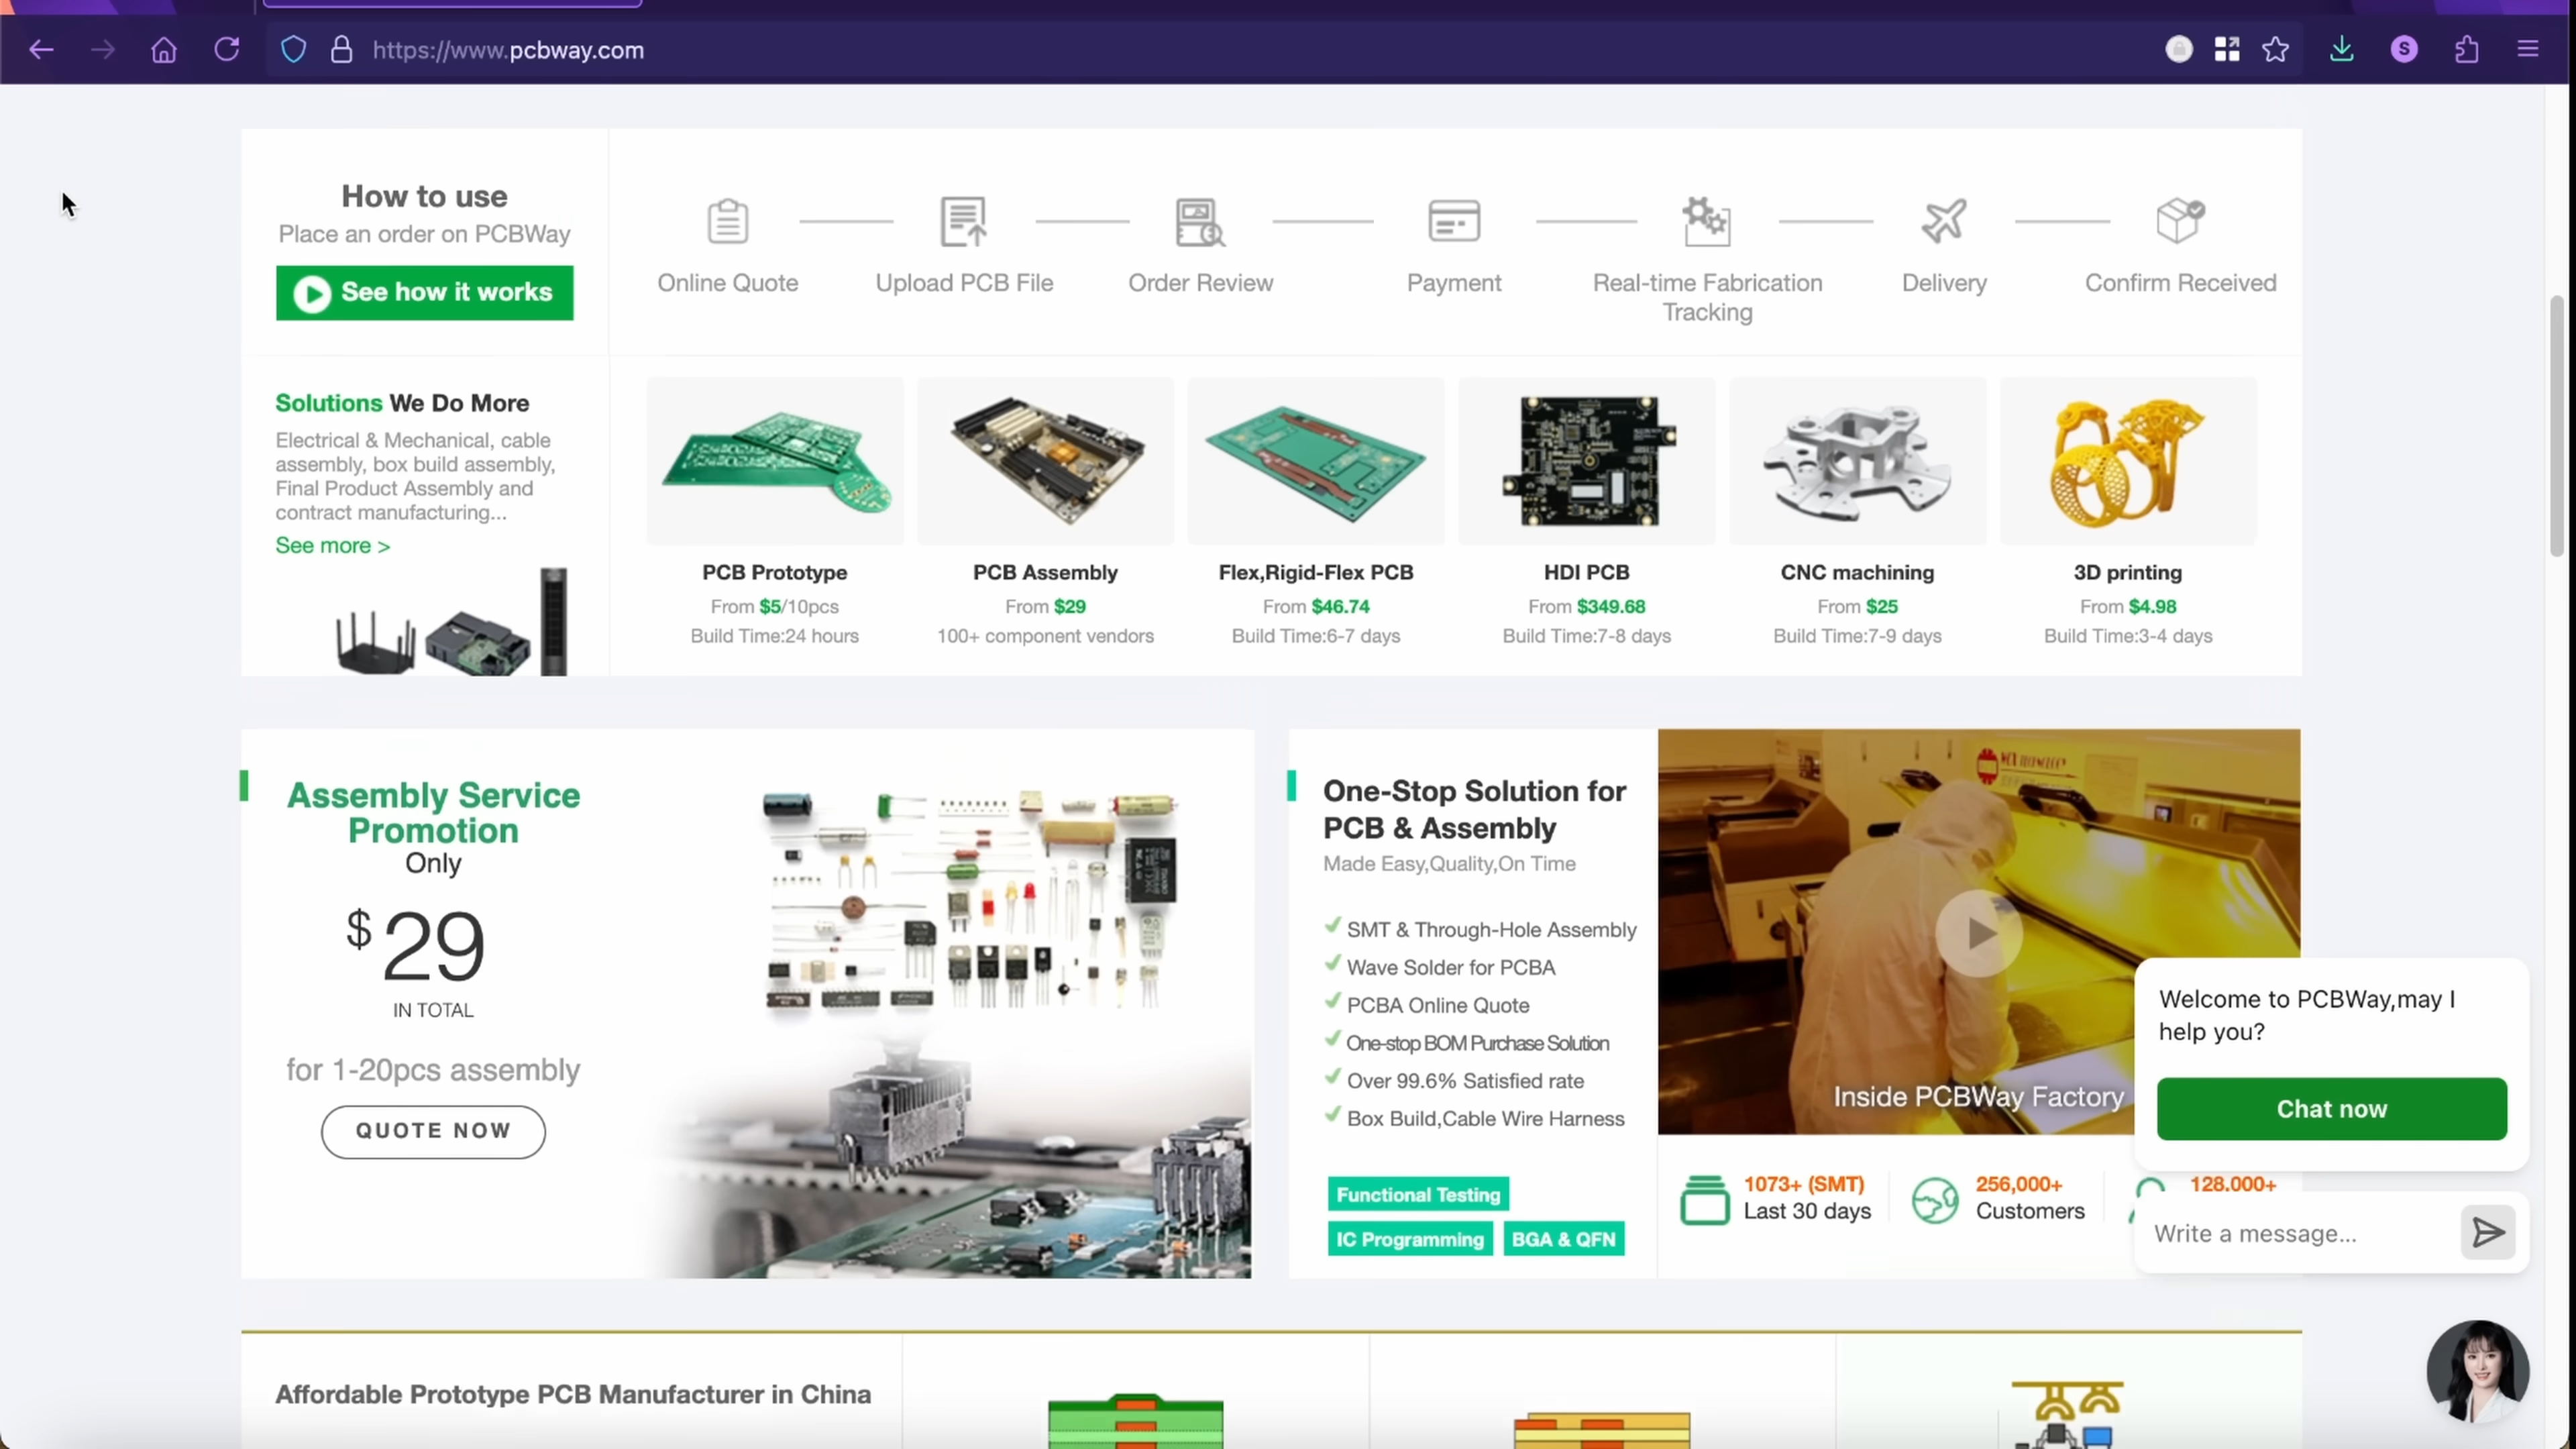 https://www.pcbway.com
S
How to use
Place an order on PCBWay
See how it works
Online Quote
Upload PCB File
Order Review
Payment
Real-time Fabrication
Tracking
Delivery
Confirm Received
Solutions We Do More
Electrical & Mechanical, cable
assembly, box build assembly,
Final Product Assembly and
contract manufacturing...
See more >
PCB Prototype
From $5/10pcs
Build Time:24 hours
PCB Assembly
From $29
100+ component vendors
Flex,Rigid-Flex PCB
From $46.74
Build Time:6-7 days
HDI PCB
From $349.68
Build Time:7-8 days
CNC machining
From $25
Build Time:7-9 days
3D printing
From $4.98
Build Time:3-4 days
Assembly Service
Promotion
Only
$29
IN TOTAL
for 1-20pcs assembly
QUOTE NOW
One-Stop Solution for
PCB & Assembly
Made Easy,Quality,On Time
SMT & Through-Hole Assembly
Wave Solder for PCBA
PCBA Online Quote
One-stop BOM Purchase Solution
Over 99.6% Satisfied rate
Box Build,Cable Wire Harness
Functional Testing
IC Programming
BGA & QFN
Inside PCBWay Factory
1073+ (SMT)
Last 30 days
256,000+
Customers
128.000+
Welcome to PCBWay,may I
help you?
Chat now
Write a message...
Affordable Prototype PCB Manufacturer in China